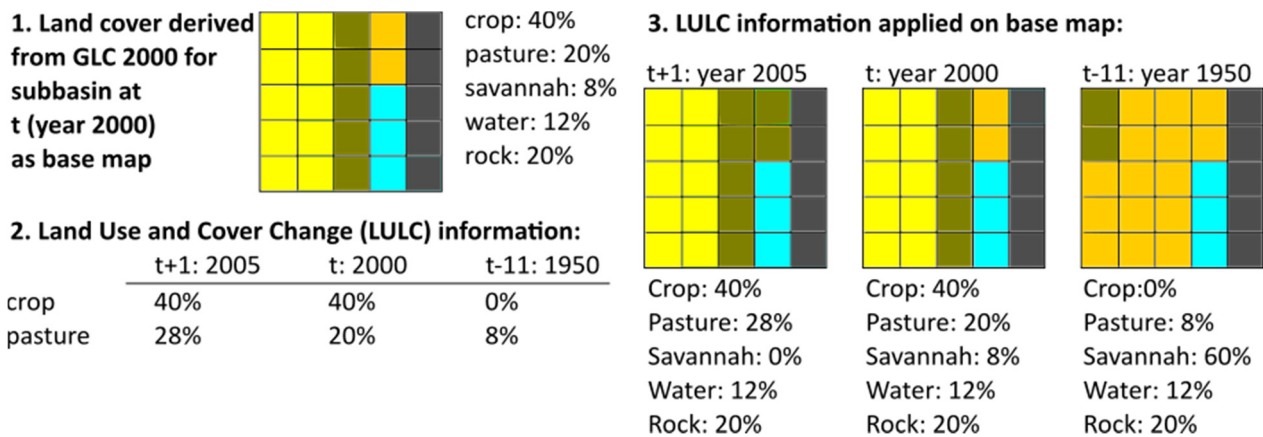 1. Land cover derived
from GLC 2000 for
subbasin at
t (year 2000)
as base map
crop: 40%
pasture: 20%
savannah: 8%
water: 12%
rock: 20%
2. Land Use and Cover Change (LULC) information:
t+1: 2005 t: 2000 t-11: 1950
crop 40% 40% 0%
pasture 28% 20% 8%
3. LULC information applied on base map:
t+1: year 2005 t: year 2000 t-11: year 1950
Crop: 40% Crop: 40% Crop:0%
Pasture: 28% Pasture: 20% Pasture: 8%
Savannah: 0% Savannah: 8% Savannah: 60%
Water: 12% Water: 12% Water: 12%
Rock: 20% Rock: 20% Rock: 20%